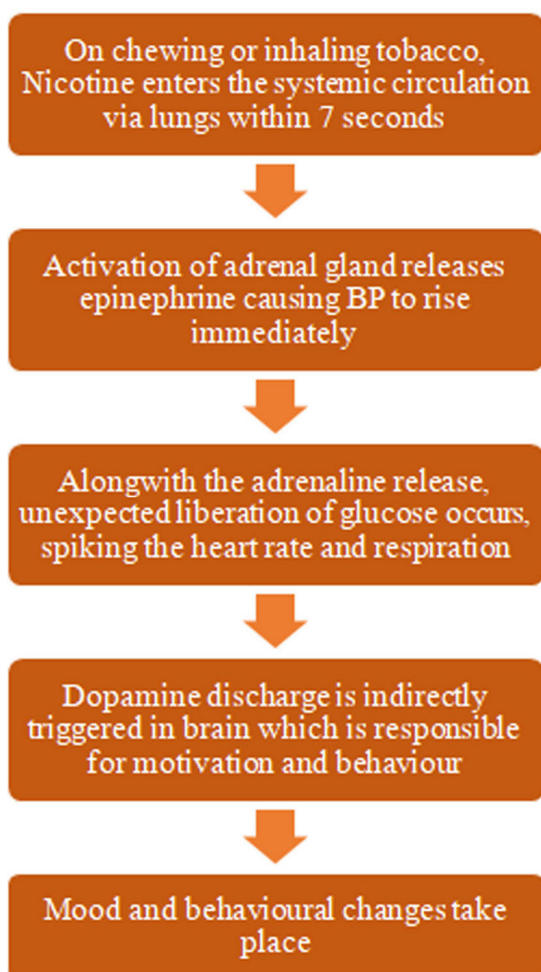 On chewing or inhaling tobacco,
Nicotine enters the systemic circulation
via lungs within 7 seconds
Activation of adrenal gland releases
epinephrine causing BP to rise
immediately
Alongwith the adrenaline release,
unexpected liberation of glucose occurs,
spiking the heart rate and respiration
Dopamine discharge is indirectly
triggered in brain which is responsible
for motivation and behaviour
Mood and behavioural changes take
place